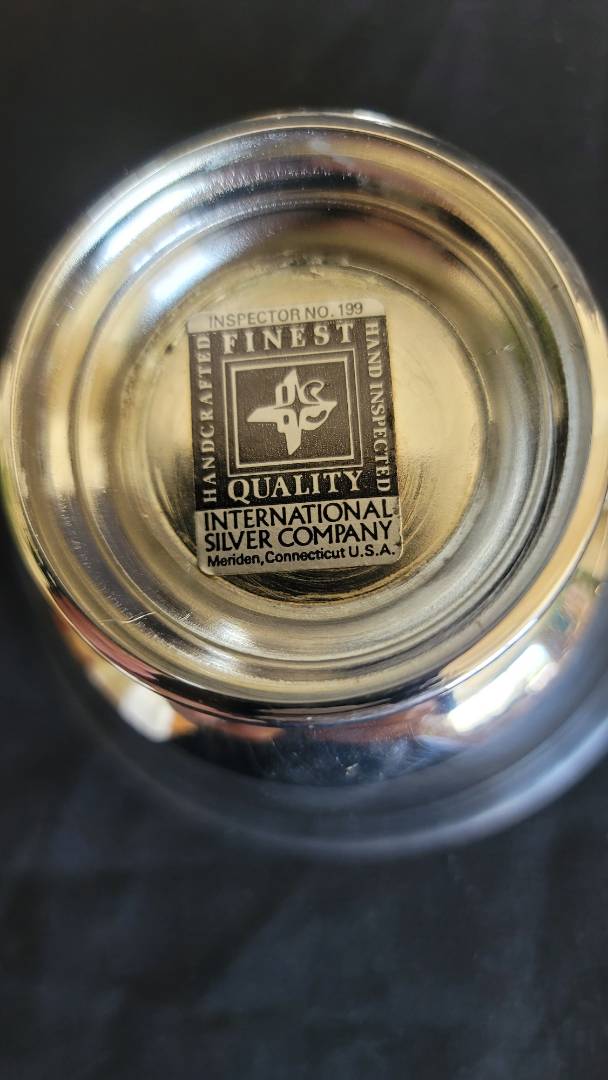 INSPECTOR NO. 199
FINEST
HANDCRAFTED
HAND INSPECTED
QUALITY
INTERNATIONAL
SILVER COMPANY
Meriden, Connecticut U.S.A.